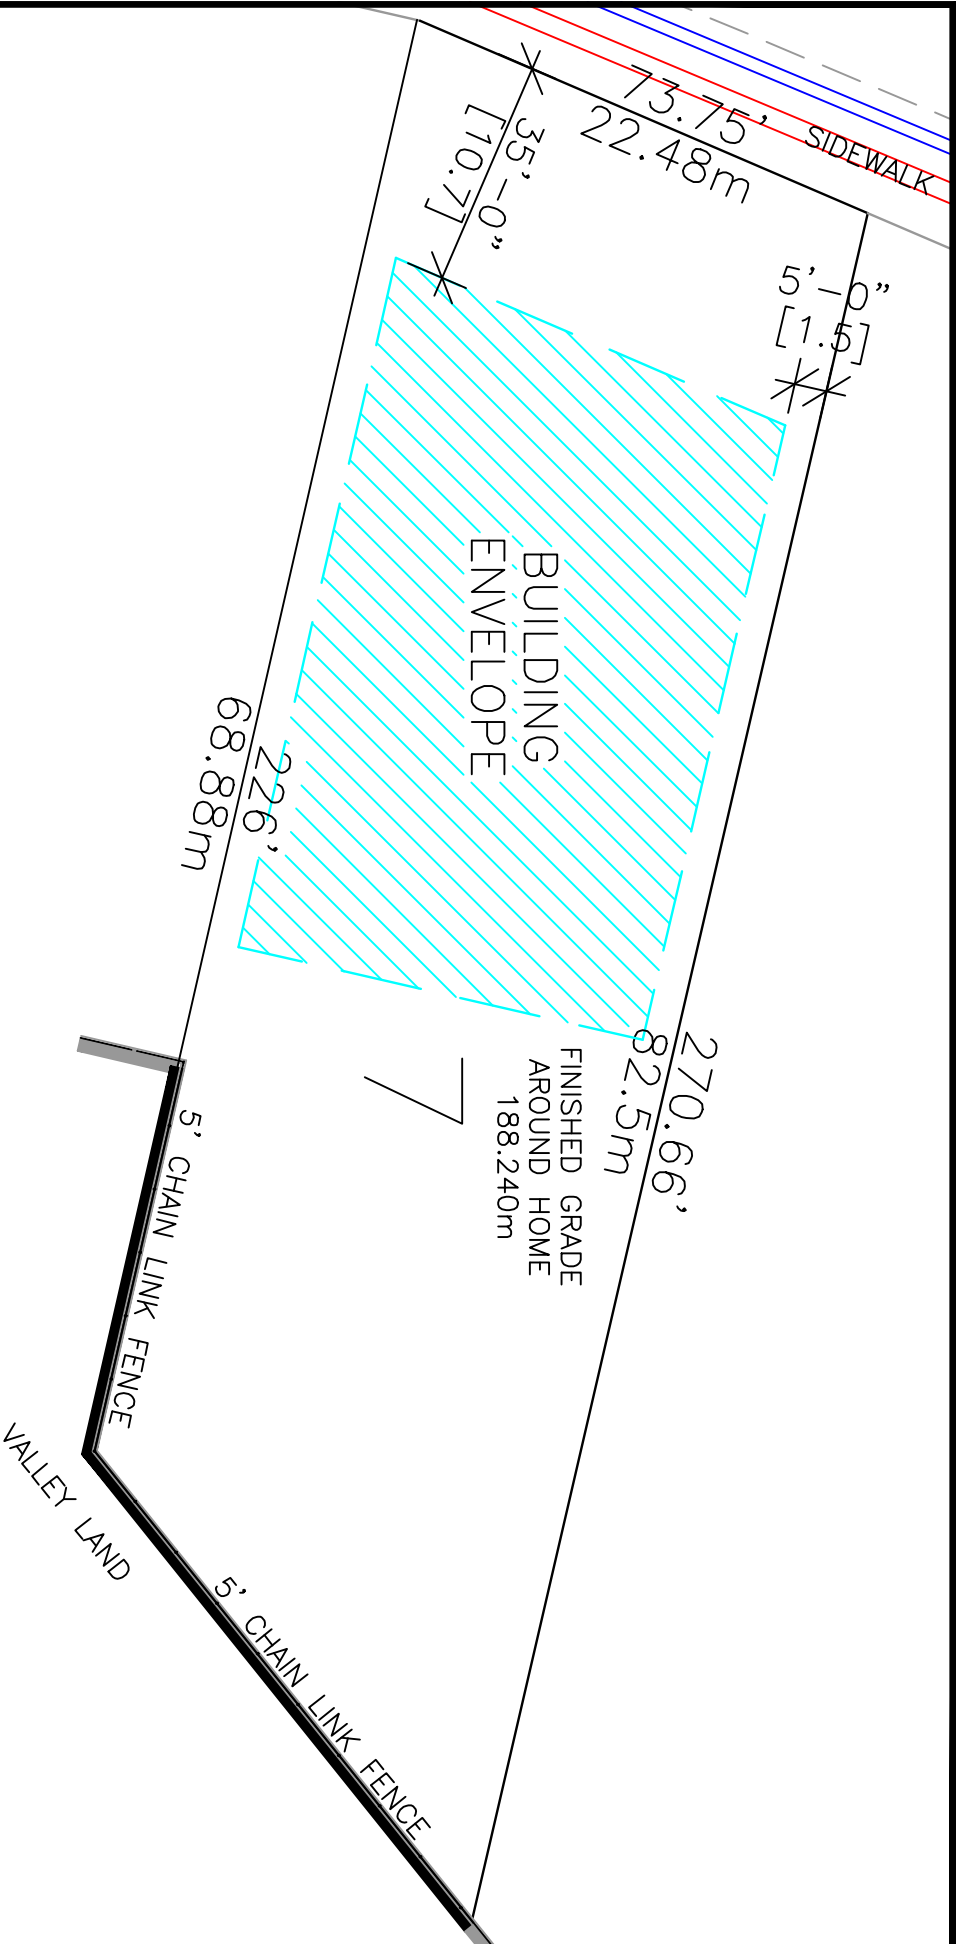 73.75'
22.48m
SIDEWALK
35'-0"
[10.7]
5'-0"
[1.5]
BUILDING
ENVELOPE
226'
68.88m
270.66'
82.5m
7
FINISHED GRADE
AROUND HOME
188.240m
5' CHAIN LINK FENCE
VALLEY LAND
5' CHAIN LINK FENCE